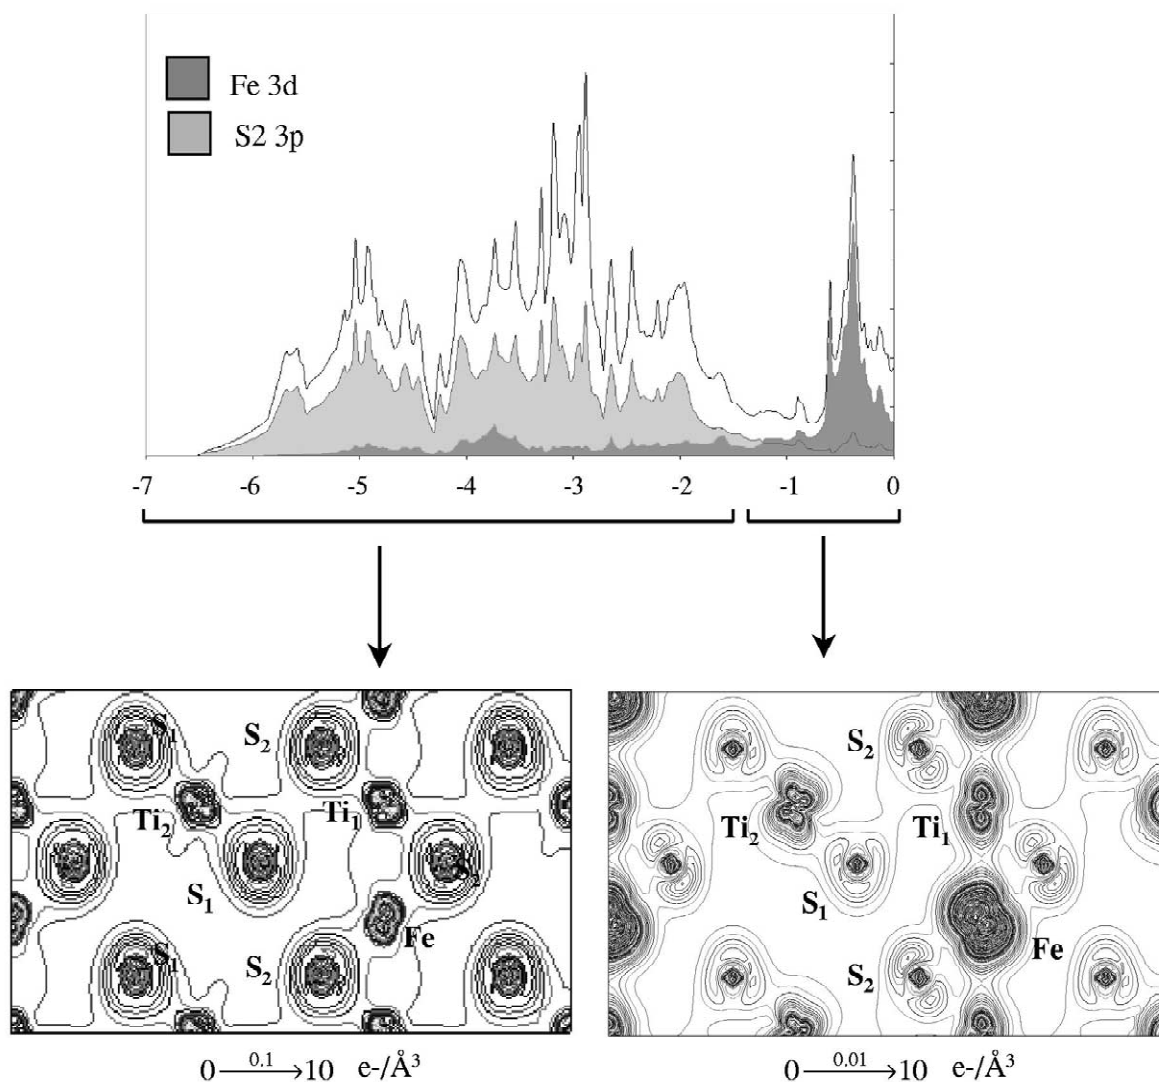 Fe 3d
S2 3p
-7 -6 -5 -4 -3 -2 -1 0
S1 S2
Ti2 Ti1
S2
S1
Fe
S1 S2
0 0,1 10 e-/Å3
S2
Ti2 Ti1
S1
Fe
S2
0 0,01 10 e-/Å3